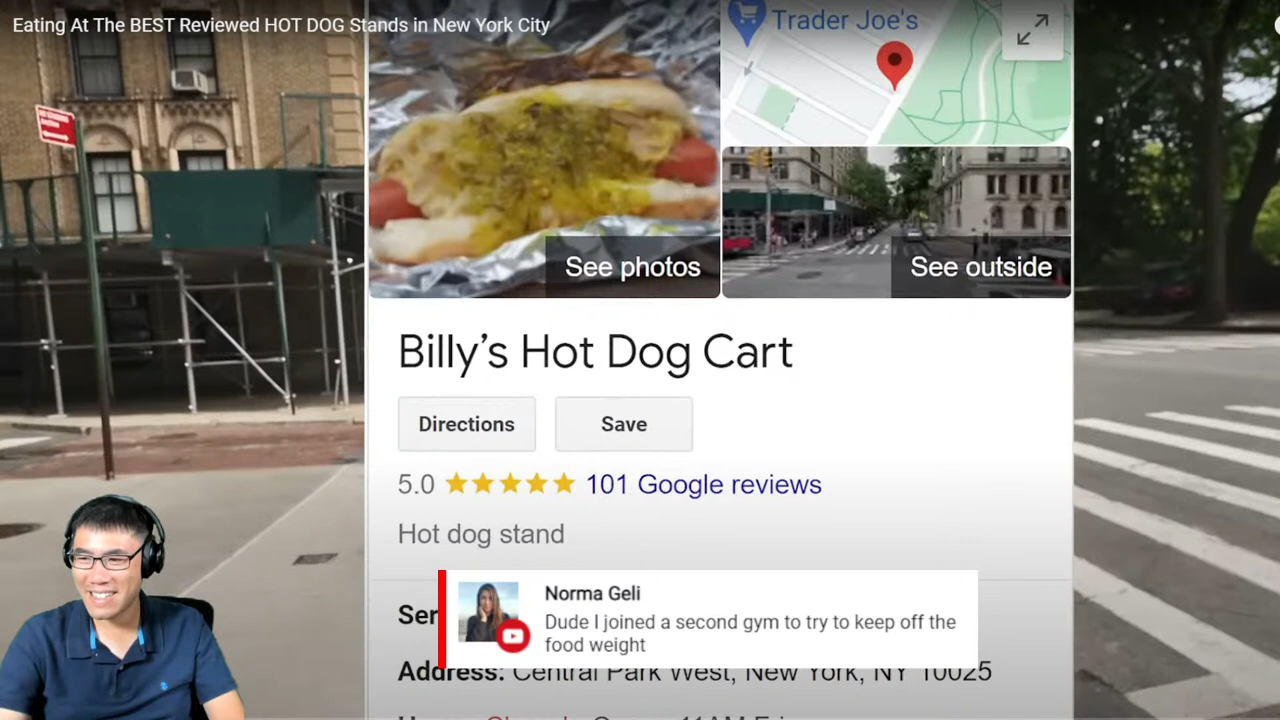 Eating At The BEST Reviewed HOT DOG Stands in New York City
Trader Joe's
See photos
See outside
Billy's Hot Dog Cart
Directions
Save
5.0
101 Google reviews
Hot dog stand
Ser
Norma Geli
Dude I joined a second gym to try to keep off the
food weight
Address: Central Park West, New York, NY 10025